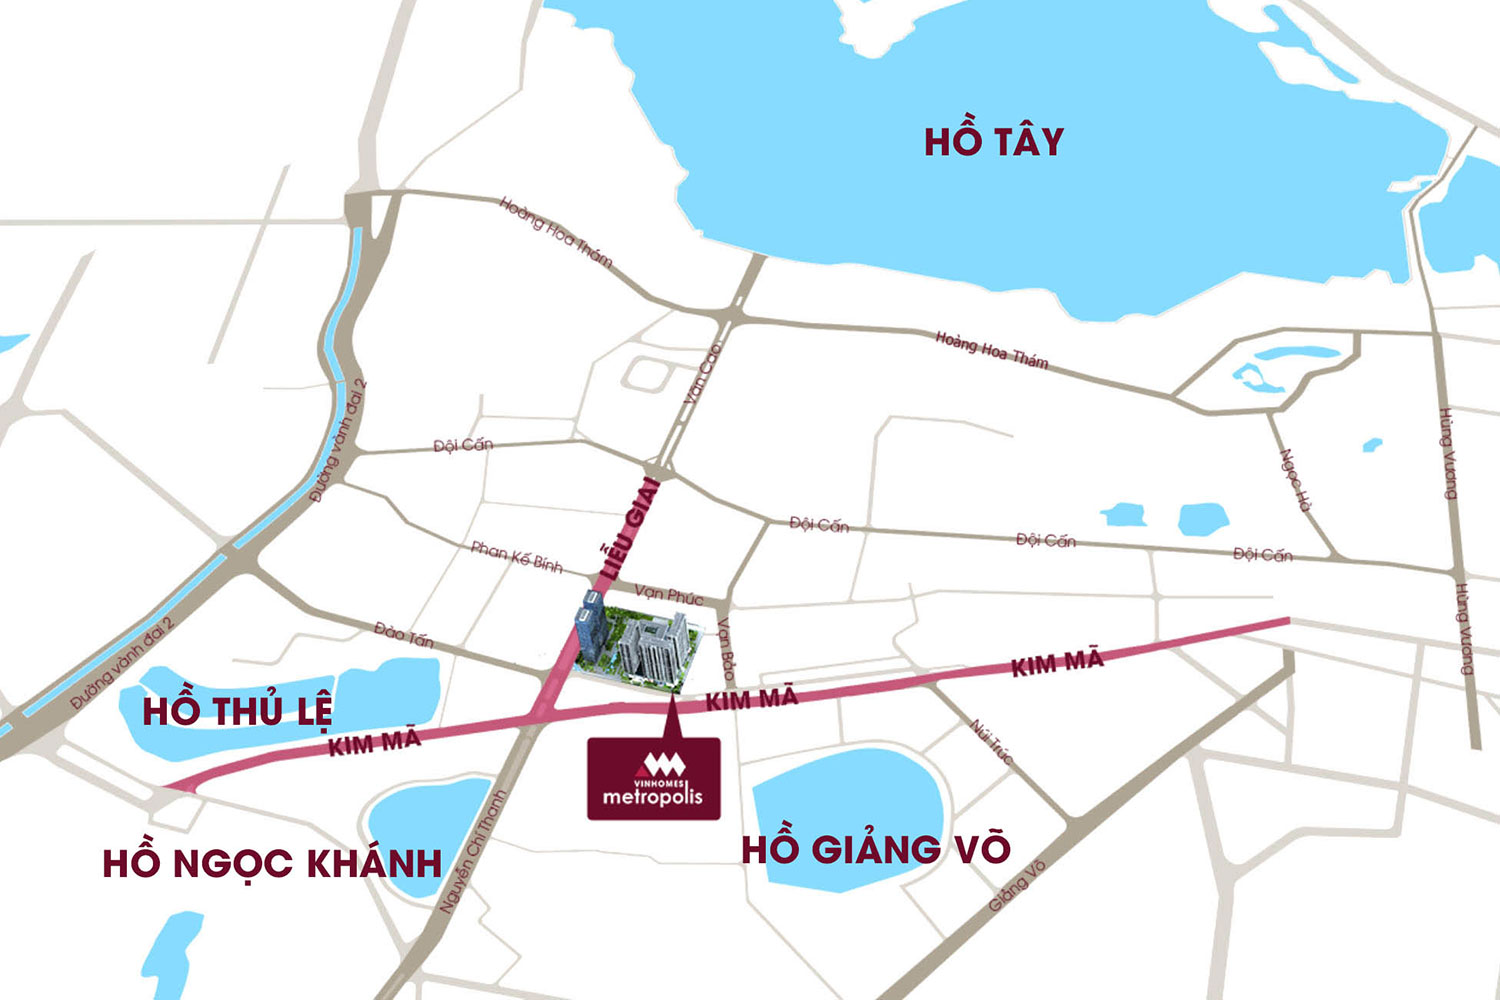 HỒ TÂY
Hoàng Hoa Thám
Hoàng Hoa Thám
Văn Cao
Đường vành đai 2
Đội Cấn
Hùng Vương
Ngọc Hà
LIỄU GIAI
Đội Cấn
Đội Cấn
Đội Cấn
Phan Kế Bính
Vạn Phúc
Hùng Vương
Đào Tấn
Vạn Bảo
Đường vành đai 2
KIM MÃ
HỒ THỦ LỆ
KIM MÃ
KIM MÃ
Núi Trúc
VINHOMES
metropolis
Nguyễn Chí Thanh
HỒ GIẢNG VÕ
HỒ NGỌC KHÁNH
Giảng Võ